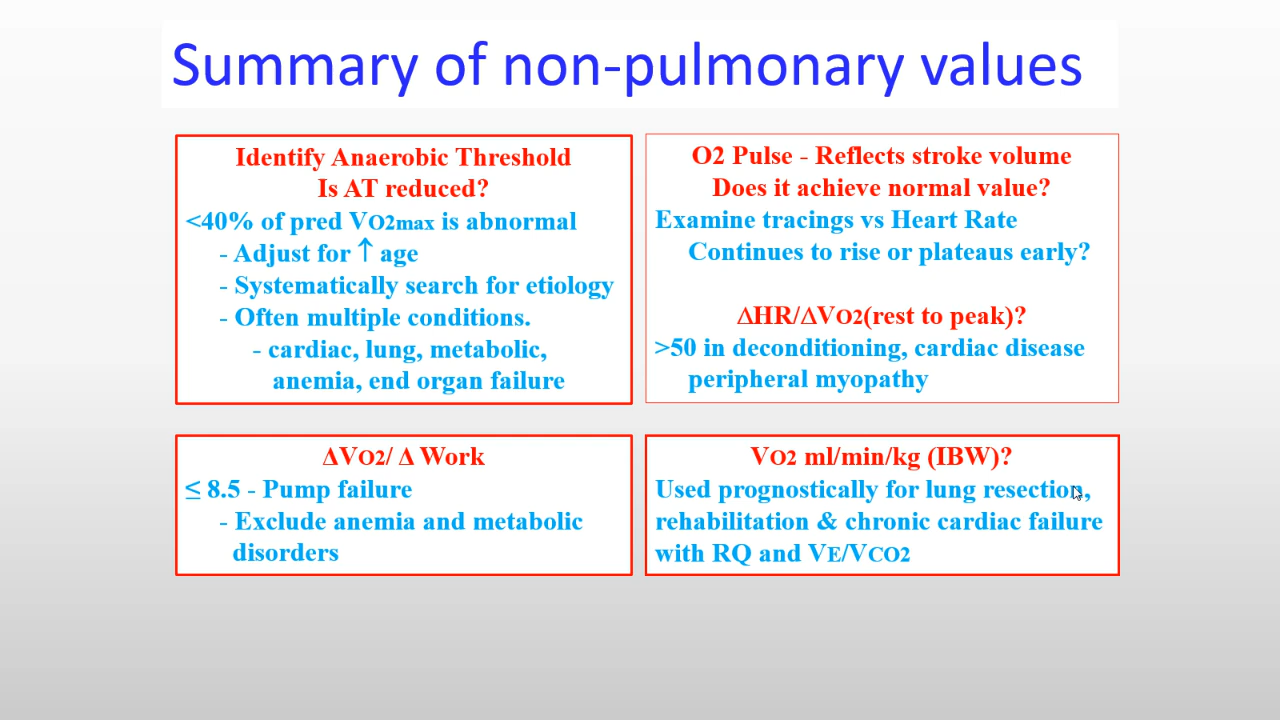 Summary of non-pulmonary values
Identify Anaerobic Threshold
Is AT reduced?
<40% of pred VO2max is abnormal
- Adjust for ↑ age
- Systematically search for etiology
- Often multiple conditions.
- cardiac, lung, metabolic,
anemia, end organ failure
O2 Pulse - Reflects stroke volume
Does it achieve normal value?
Examine tracings vs Heart Rate
Continues to rise or plateaus early?
ΔHR/ΔVO2(rest to peak)?
>50 in deconditioning, cardiac disease
peripheral myopathy
ΔVO2/ Δ Work
≤ 8.5 - Pump failure
- Exclude anemia and metabolic
disorders
VO2 ml/min/kg (IBW)?
Used prognostically for lung resection,
rehabilitation & chronic cardiac failure
with RQ and VE/VCO2